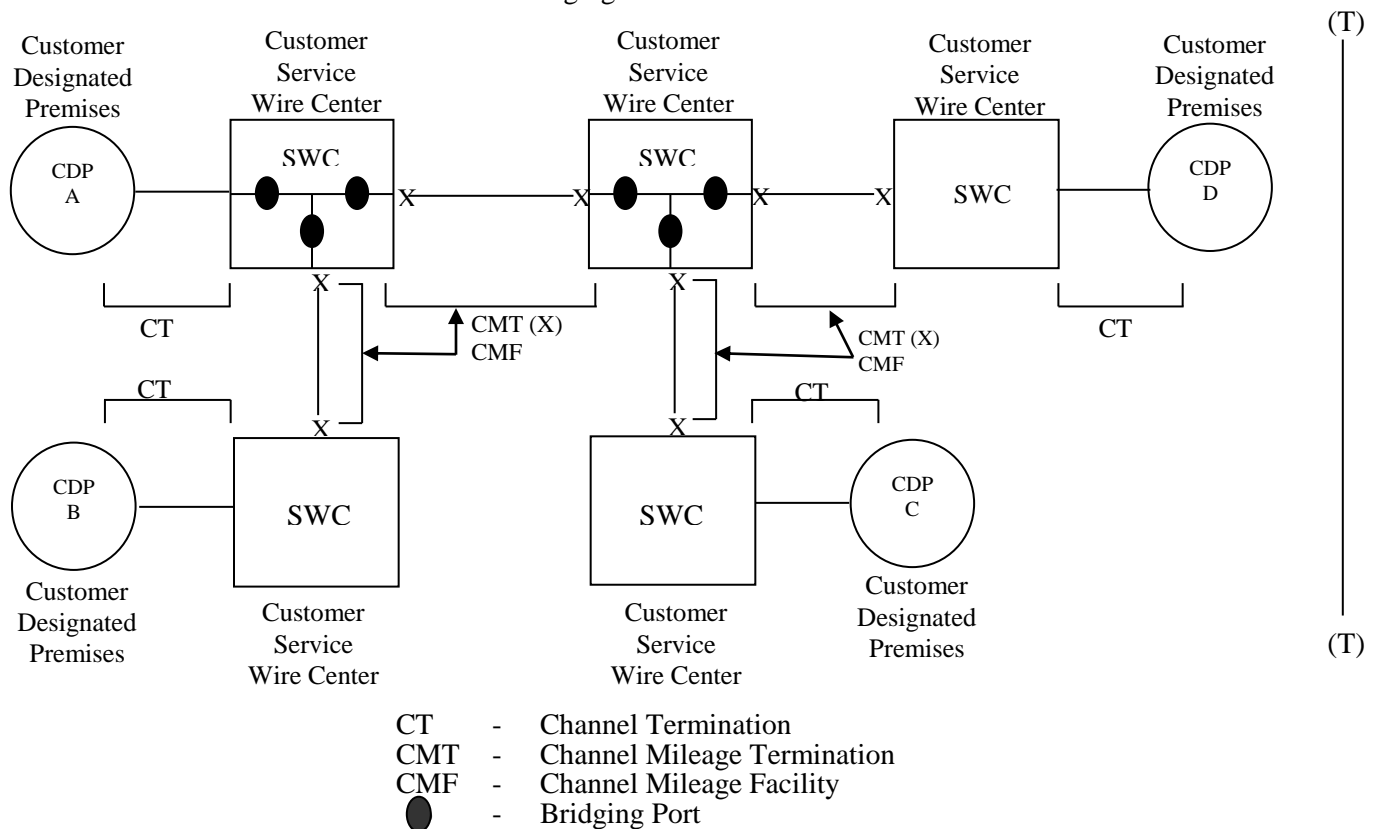 (T)
Customer
Designated
Premises
Customer
Service
Wire Center
Customer
Service
Wire Center
Customer
Service
Wire Center
Customer
Designated
Premises
CDP
A
SWC
X
X
SWC
X
X
SWC
CDP
D
X
X
CT
CMT (X)
CMF
CMT (X)
CMF
CT
CT
CT
X
X
CDP
B
SWC
SWC
CDP
C
Customer
Designated
Premises
Customer
Service
Wire Center
Customer
Service
Wire Center
Customer
Designated
Premises
(T)
CT - Channel Termination
CMT - Channel Mileage Termination
CMF - Channel Mileage Facility
- Bridging Port